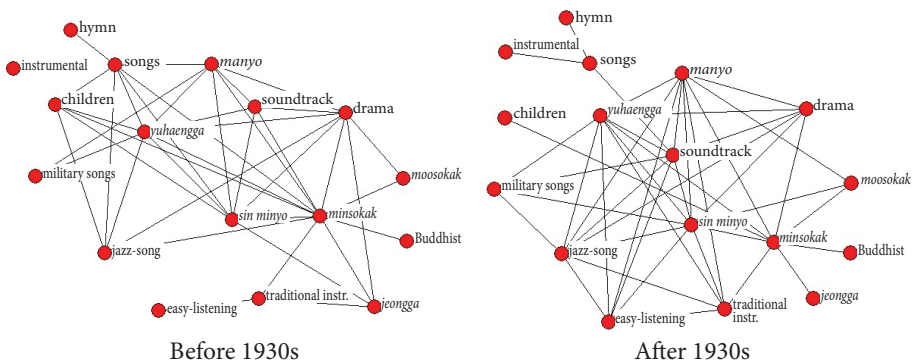 hymn
songs
manyo
instrumental
children
soundtrack
drama
yuhaengga
military songs
moosokak
sin minyo
minsokak
Buddhist
jazz-song
traditional instr.
easy-listening
jeongga
Before 1930s
hymn
instrumental
songs
manyo
children
yuhaengga
drama
soundtrack
military songs
moosokak
sin minyo
minsokak
jazz-song
Buddhist
traditional
instr.
jeongga
easy-listening
After 1930s